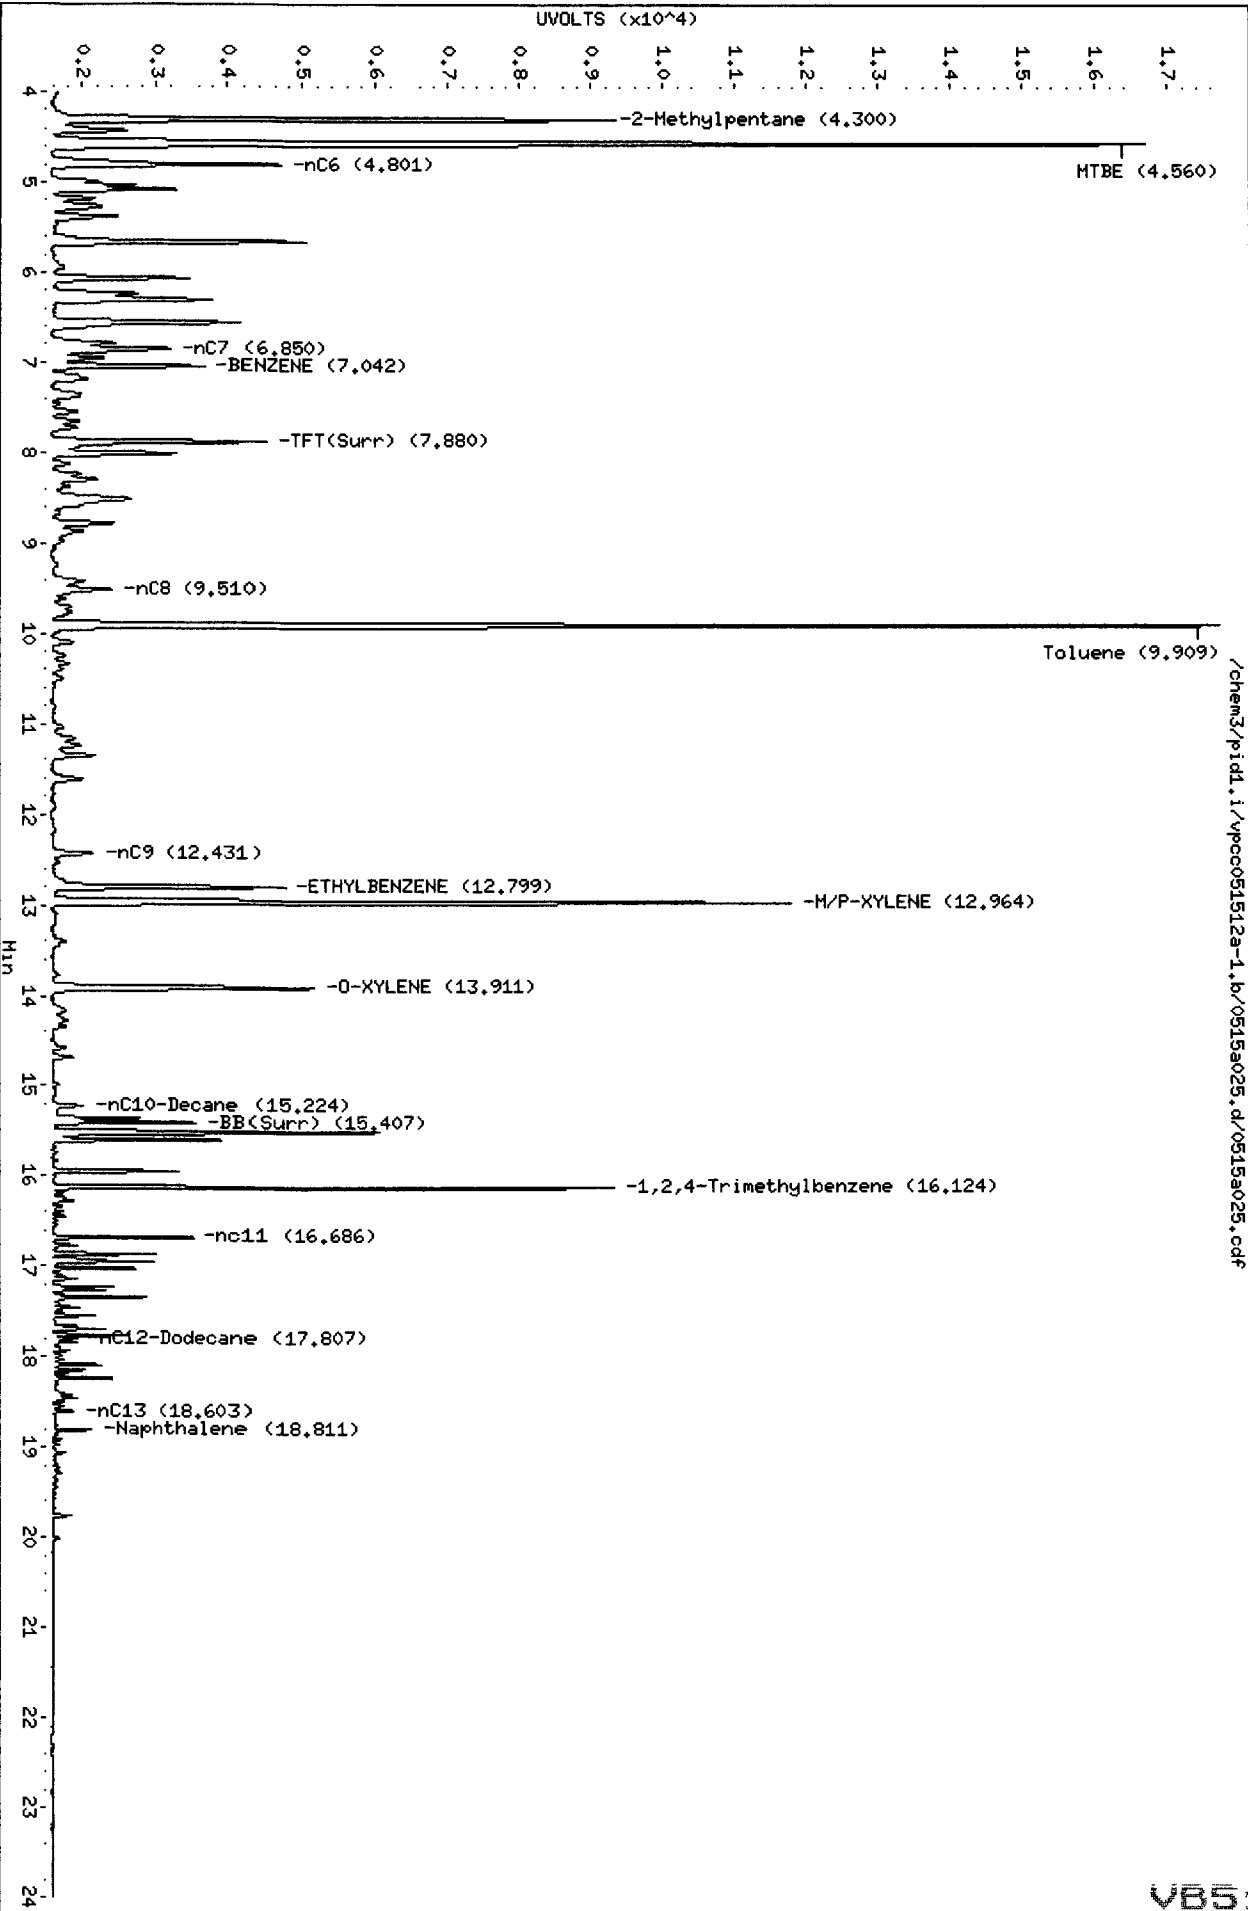 UVOLTS (x10^4)
0.2
0.3
0.4
0.5
0.6
0.7
0.8
0.9
1.0
1.1
1.2
1.3
1.4
1.5
1.6
1.7
4
5
6
7
8
9
10
11
12
13
14
15
16
17
18
19
20
21
22
23
24
Min
-2-Methylpentane (4.300)
MTBE (4.560)
-nC6 (4.801)
-nC7 (6.850)
-BENZENE (7.042)
-TFT(Surr) (7.880)
-nC8 (9.510)
Toluene (9.909)
-nC9 (12.431)
-ETHYLBENZENE (12.799)
-M/P-XYLENE (12.964)
-O-XYLENE (13.911)
-nC10-Decane (15.224)
-BB(Surr) (15.407)
-1,2,4-Trimethylbenzene (16.124)
-nc11 (16.686)
nC12-Dodecane (17.807)
-nC13 (18.603)
-Naphthalene (18.811)
/chem3/pid1.i/vpcc051512a-1.b/0515a025.d/0515a025.cdf
VB5